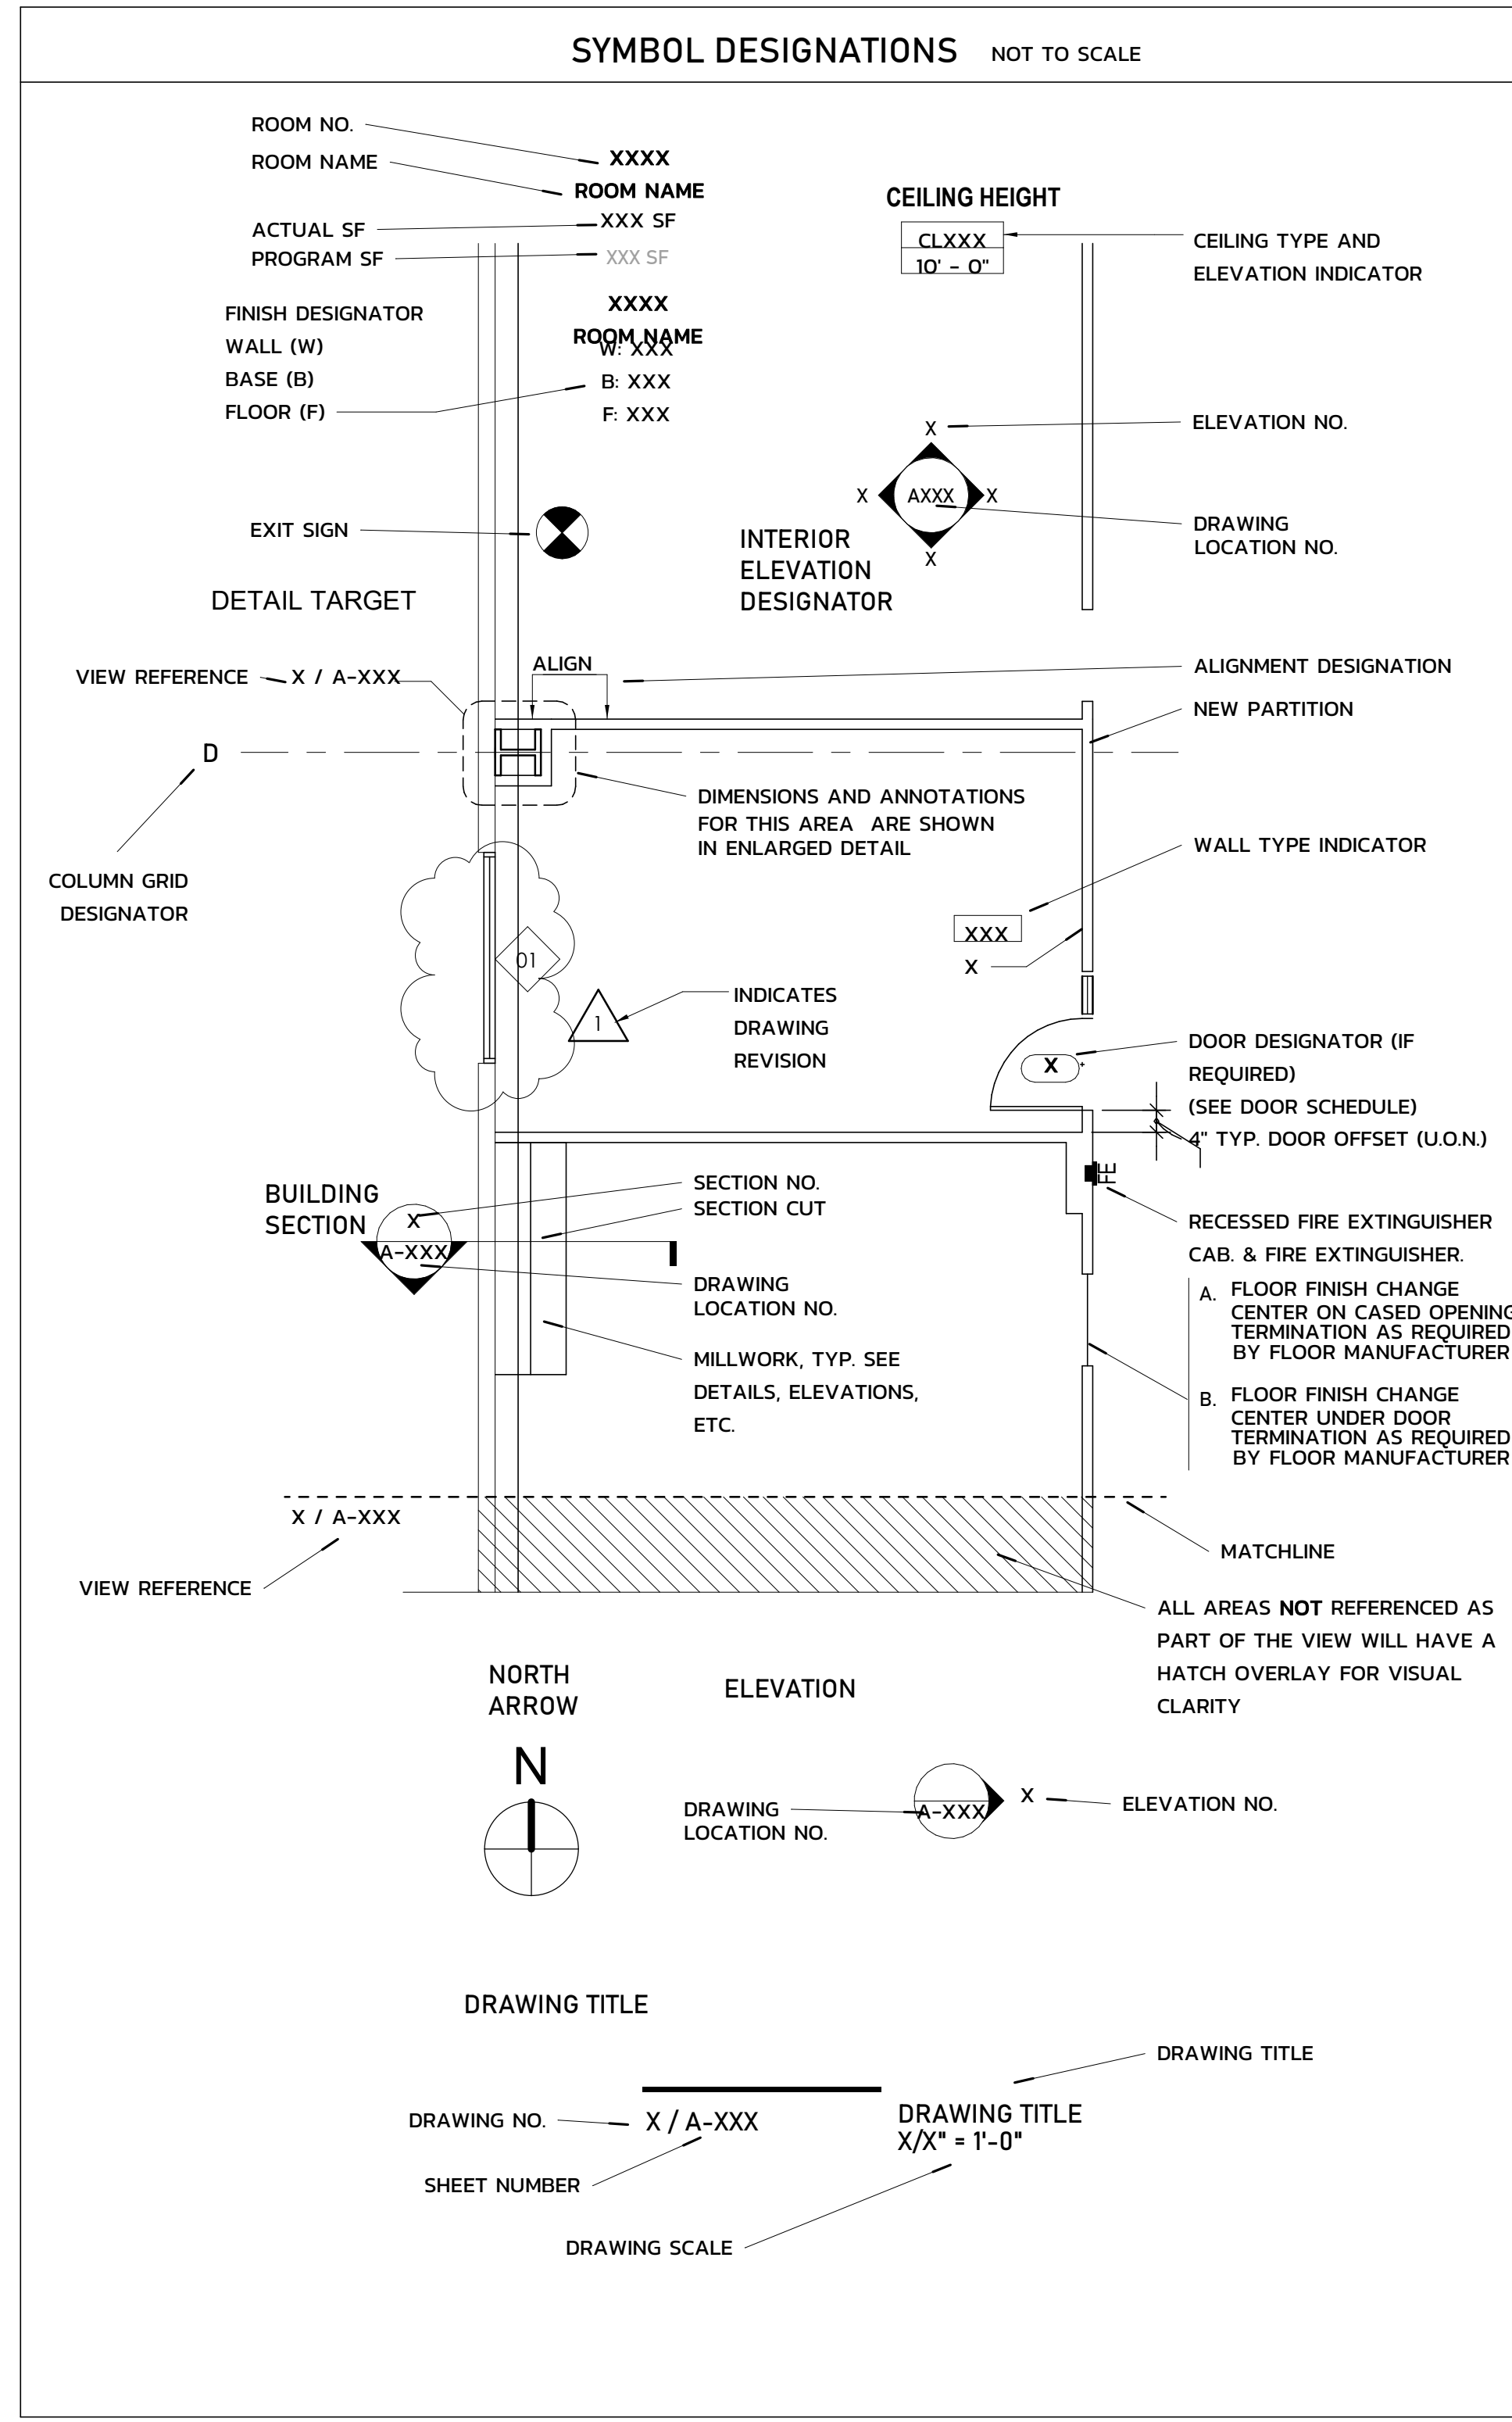 SYMBOL DESIGNATIONS NOT TO SCALE
ROOM NO.
XXXX
ROOM NAME
ROOM NAME
ACTUAL SF
XXX SF
PROGRAM SF
XXX SF
CEILING HEIGHT
CLXXX
10' - 0"
CEILING TYPE AND
ELEVATION INDICATOR
FINISH DESIGNATOR
WALL (W)
BASE (B)
FLOOR (F)
XXXX
ROOM NAME
W: XXX
B: XXX
F: XXX
X
ELEVATION NO.
X
AXXX
X
X
DRAWING
LOCATION NO.
INTERIOR
ELEVATION
DESIGNATOR
EXIT SIGN
DETAIL TARGET
VIEW REFERENCE
X / A-XXX
ALIGN
ALIGNMENT DESIGNATION
NEW PARTITION
D
COLUMN GRID
DESIGNATOR
DIMENSIONS AND ANNOTATIONS
FOR THIS AREA ARE SHOWN
IN ENLARGED DETAIL
WALL TYPE INDICATOR
XXX
X
01
1
INDICATES
DRAWING
REVISION
X
DOOR DESIGNATOR (IF
REQUIRED)
(SEE DOOR SCHEDULE)
4" TYP. DOOR OFFSET (U.O.N.)
FE
RECESSED FIRE EXTINGUISHER
CAB. & FIRE EXTINGUISHER.
BUILDING
SECTION
X
A-XXX
SECTION NO.
SECTION CUT
DRAWING
LOCATION NO.
MILLWORK, TYP. SEE
DETAILS, ELEVATIONS,
ETC.
A. FLOOR FINISH CHANGE
CENTER ON CASED OPENING
TERMINATION AS REQUIRED
BY FLOOR MANUFACTURER
B. FLOOR FINISH CHANGE
CENTER UNDER DOOR
TERMINATION AS REQUIRED
BY FLOOR MANUFACTURER
X / A-XXX
VIEW REFERENCE
MATCHLINE
ALL AREAS NOT REFERENCED AS
PART OF THE VIEW WILL HAVE A
HATCH OVERLAY FOR VISUAL
CLARITY
NORTH
ARROW
N
ELEVATION
DRAWING
LOCATION NO.
A-XXX
X
ELEVATION NO.
DRAWING TITLE
DRAWING TITLE
DRAWING NO.
X / A-XXX
DRAWING TITLE
X/X" = 1'-0"
SHEET NUMBER
DRAWING SCALE